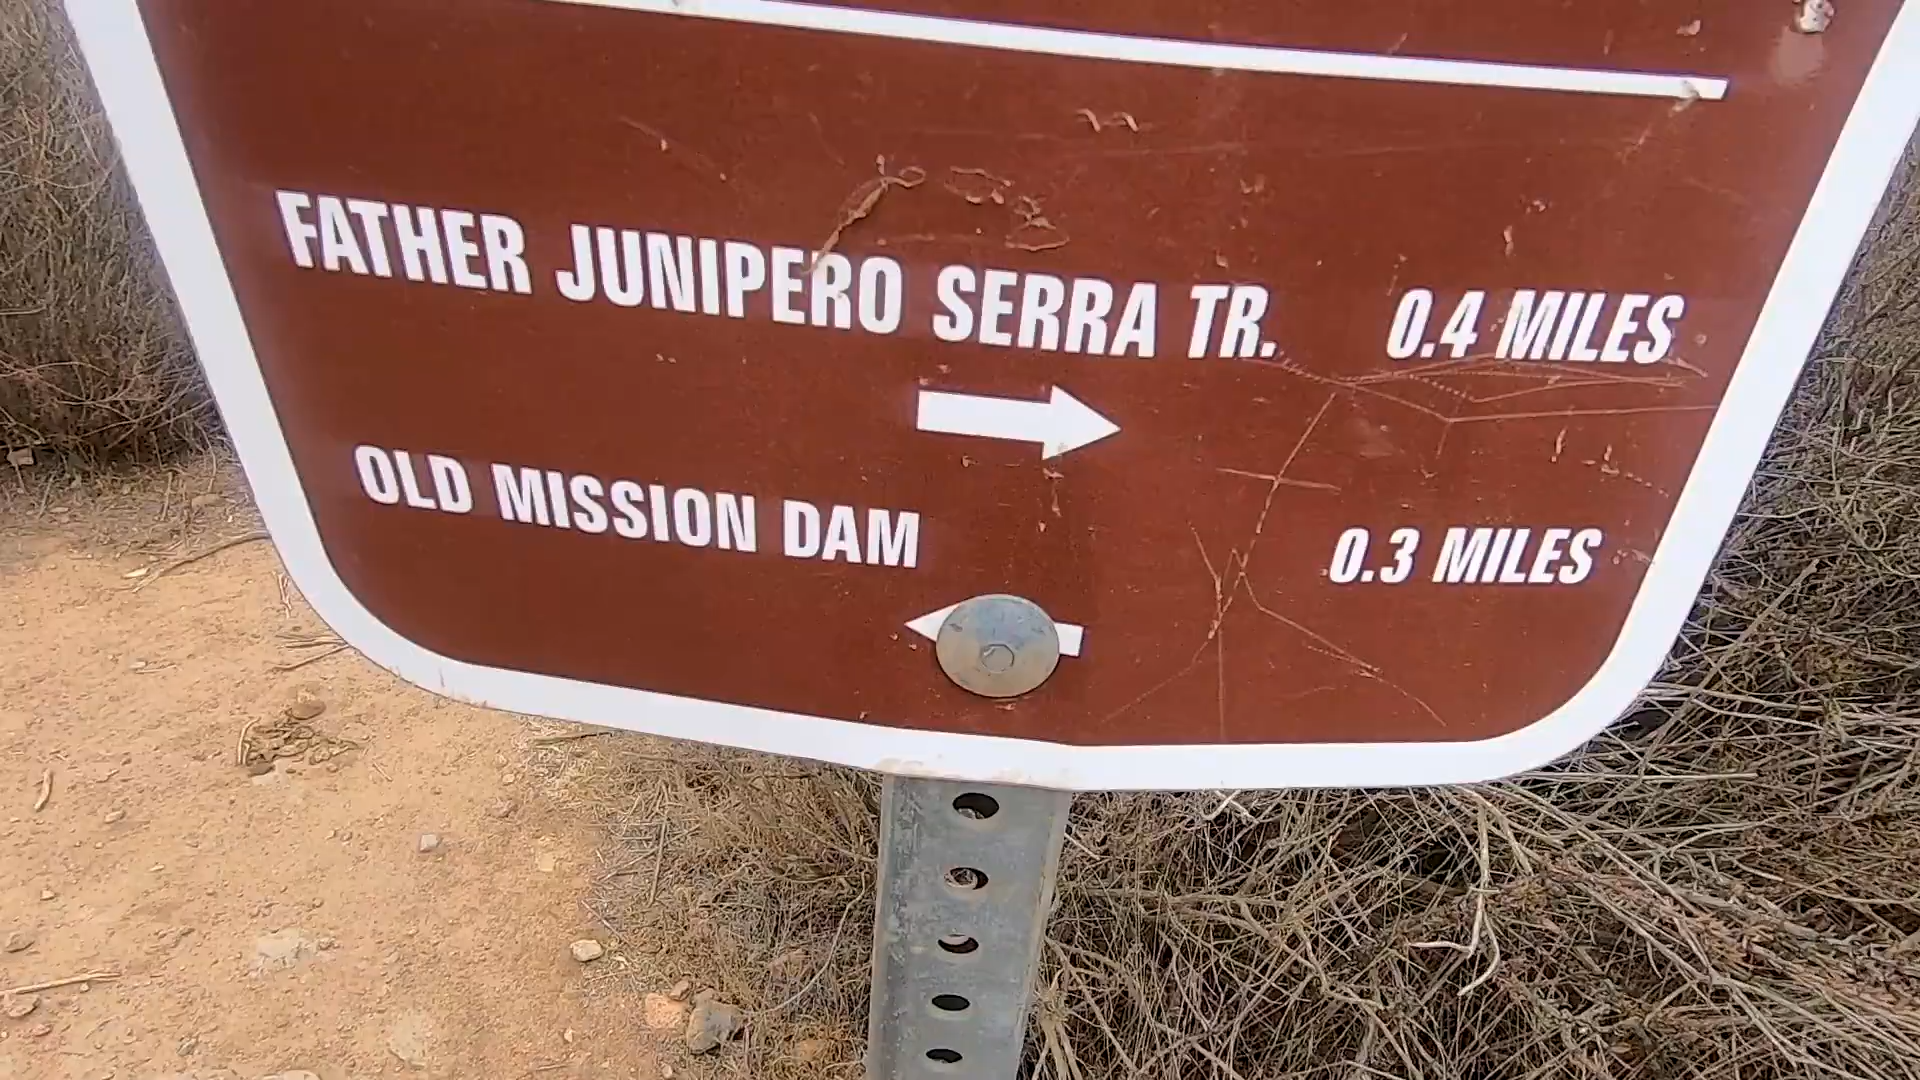 FATHER JUNIPERO SERRA TR. 0.4 MILES
OLD MISSION DAM 0.3 MILES